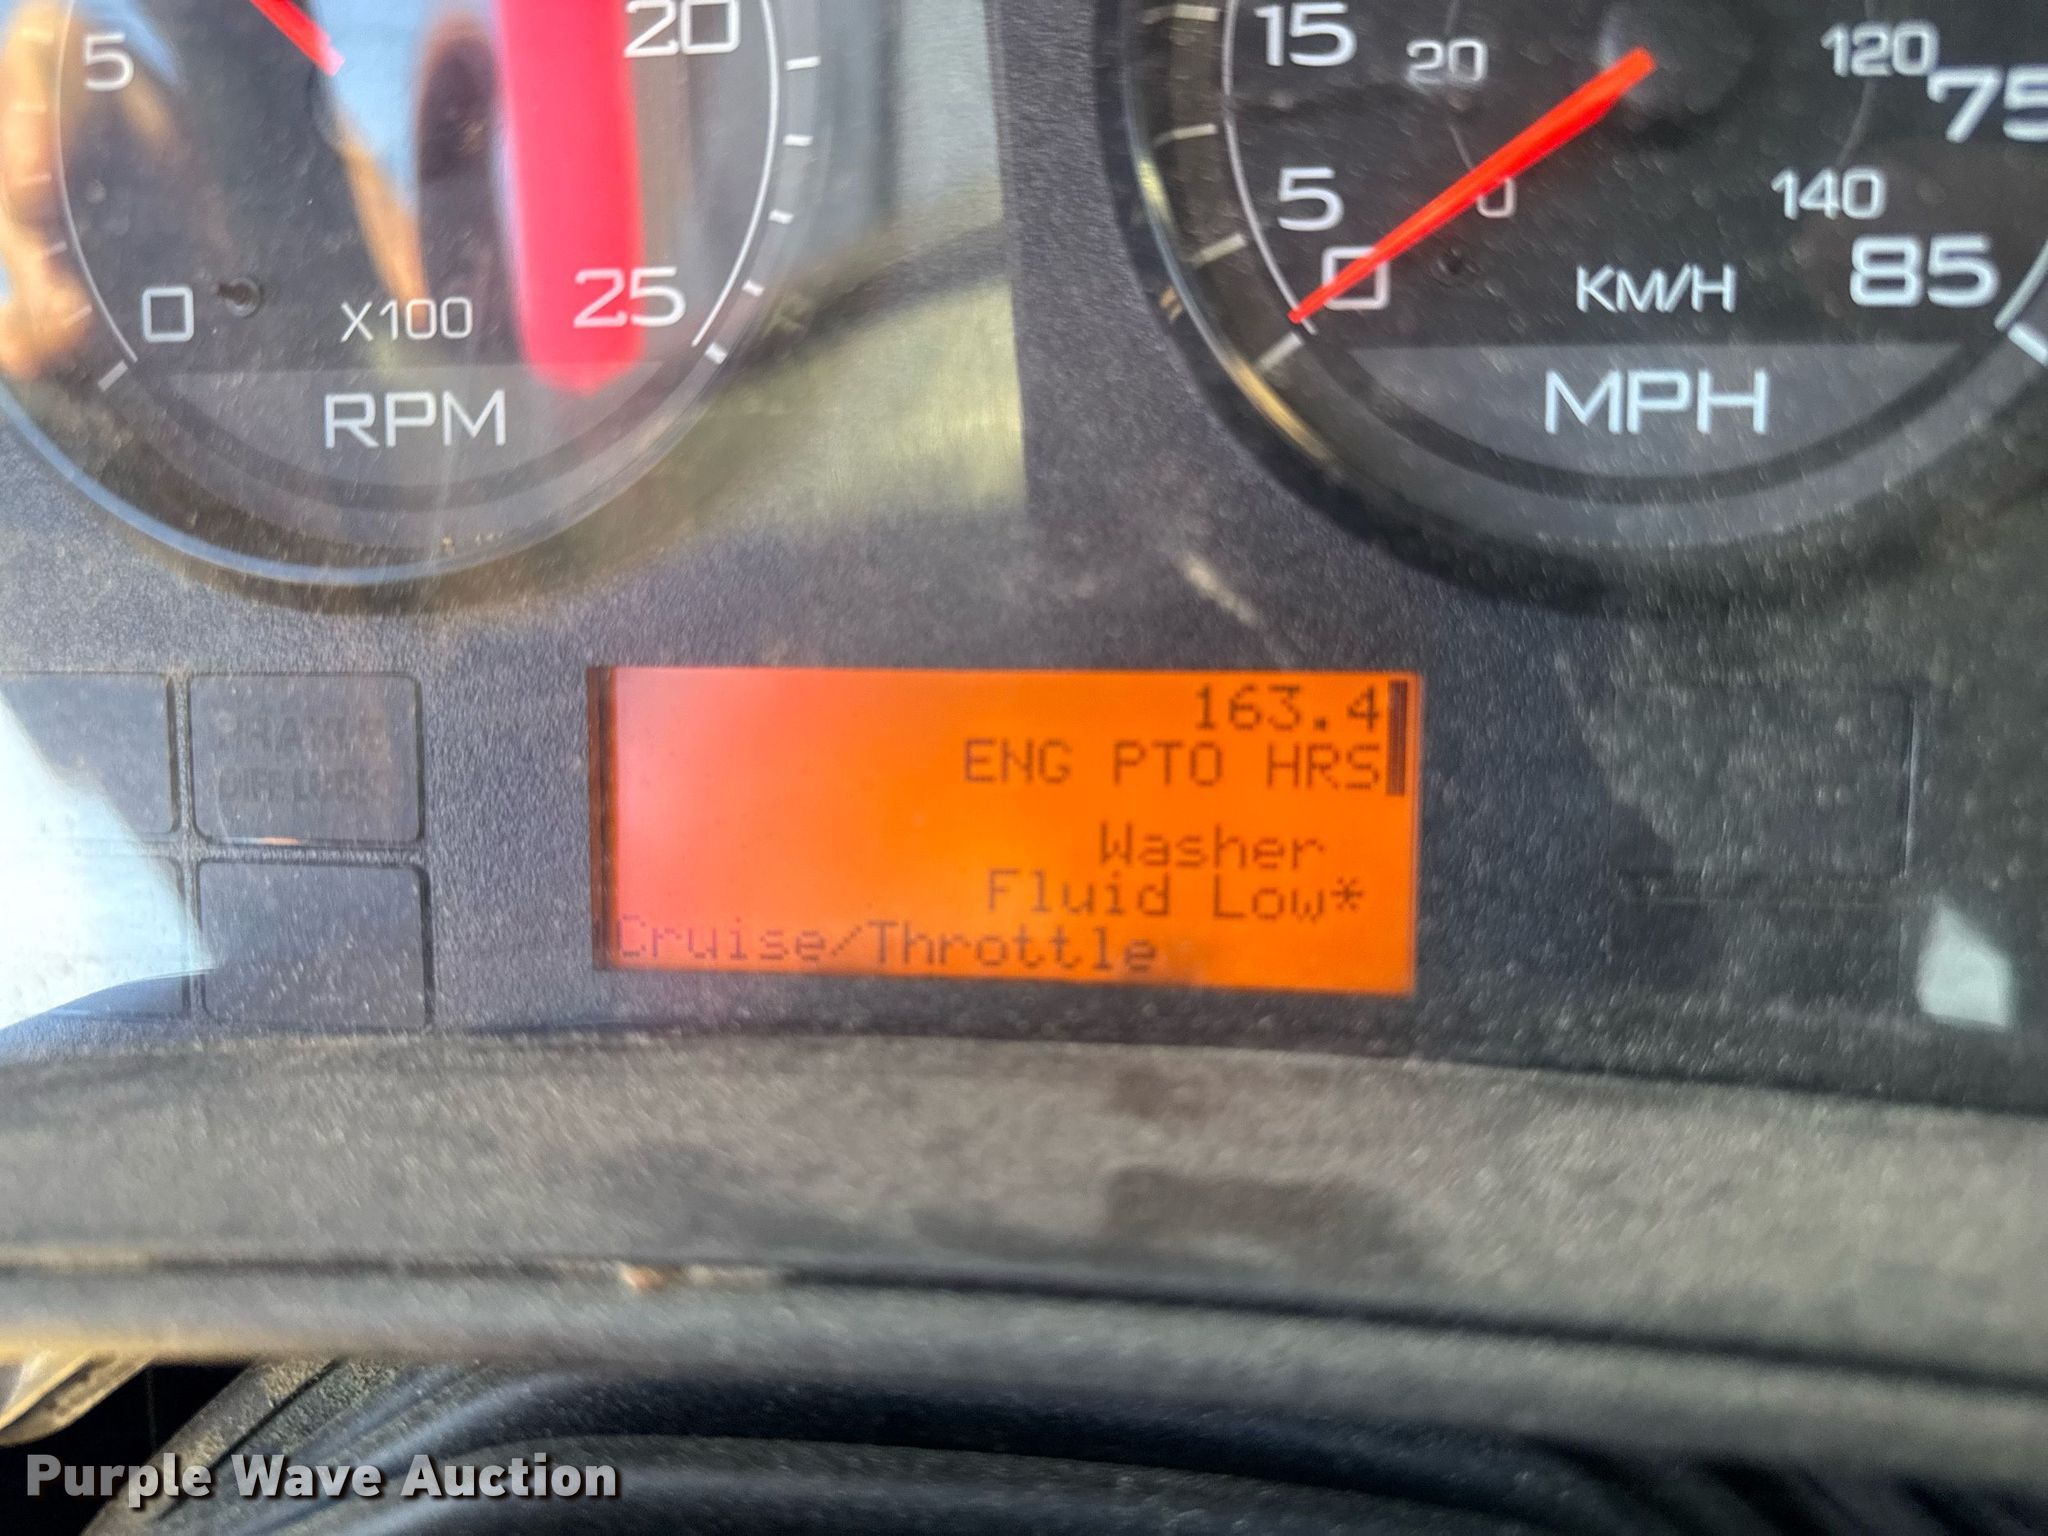 5
20
0
25
X100
RPM
15
20
120
75
5
0
140
0
KM/H
85
MPH
163.4
ENG PTO HRS
Washer
Fluid Low*
Cruise/Throttle
Purple Wave Auction